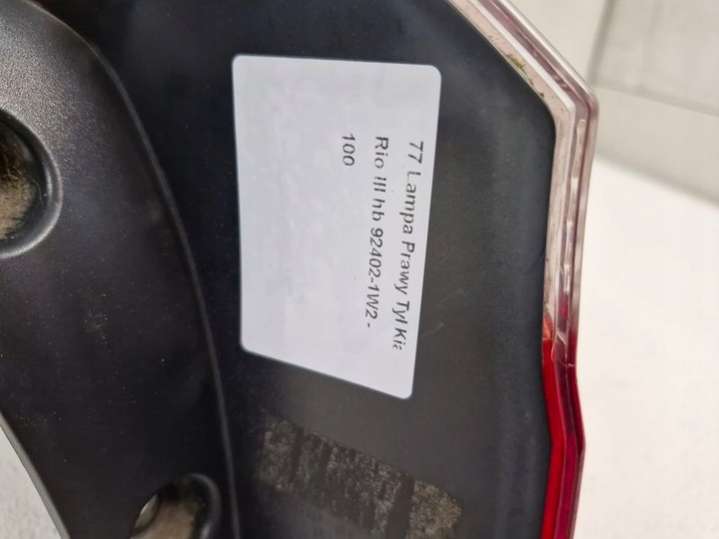 77 Lampa Prawy Tył Kia
Rio III hb 92402-1W2 -
100